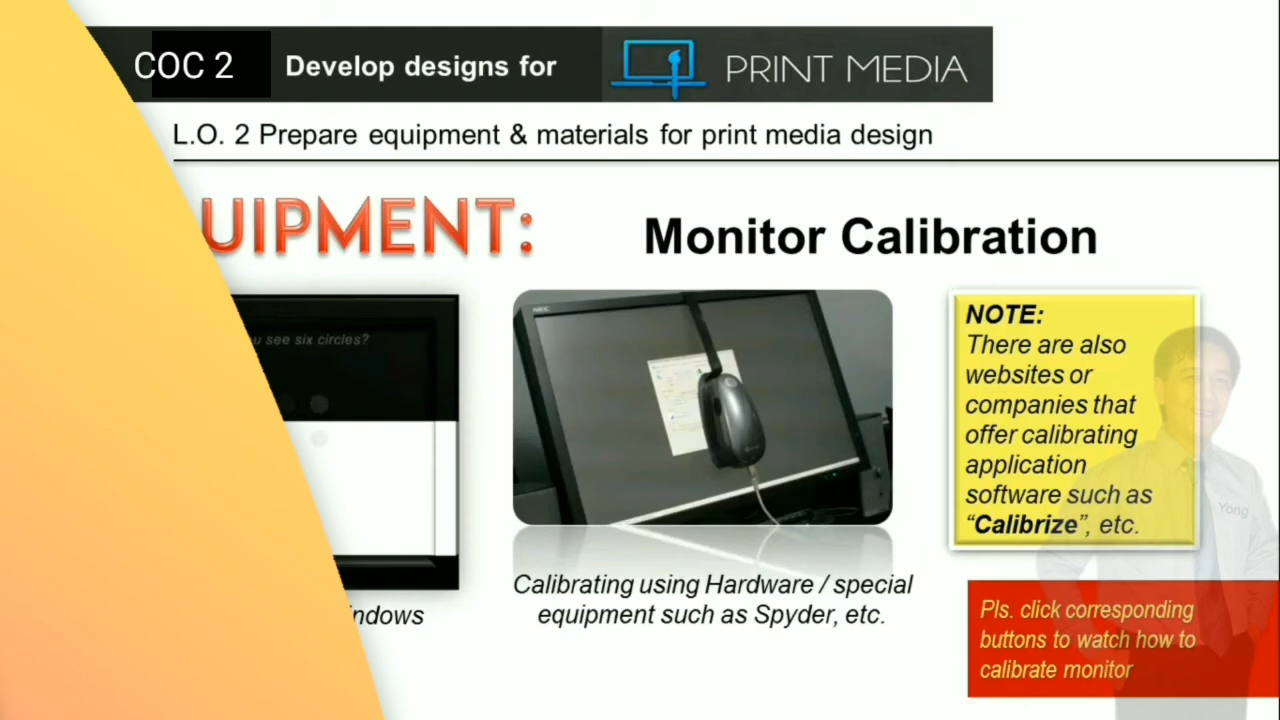 COC 2 Develop designs for PRINT MEDIA
L.O. 2 Prepare equipment & materials for print media design
UIPMENT:
Monitor Calibration
u see six circles?
indows
NEC
Calibrating using Hardware / special
equipment such as Spyder, etc.
NOTE:
There are also
websites or
companies that
offer calibrating
application
software such as
“Calibrize”, etc.
Yong
Pls. click corresponding
buttons to watch how to
calibrate monitor